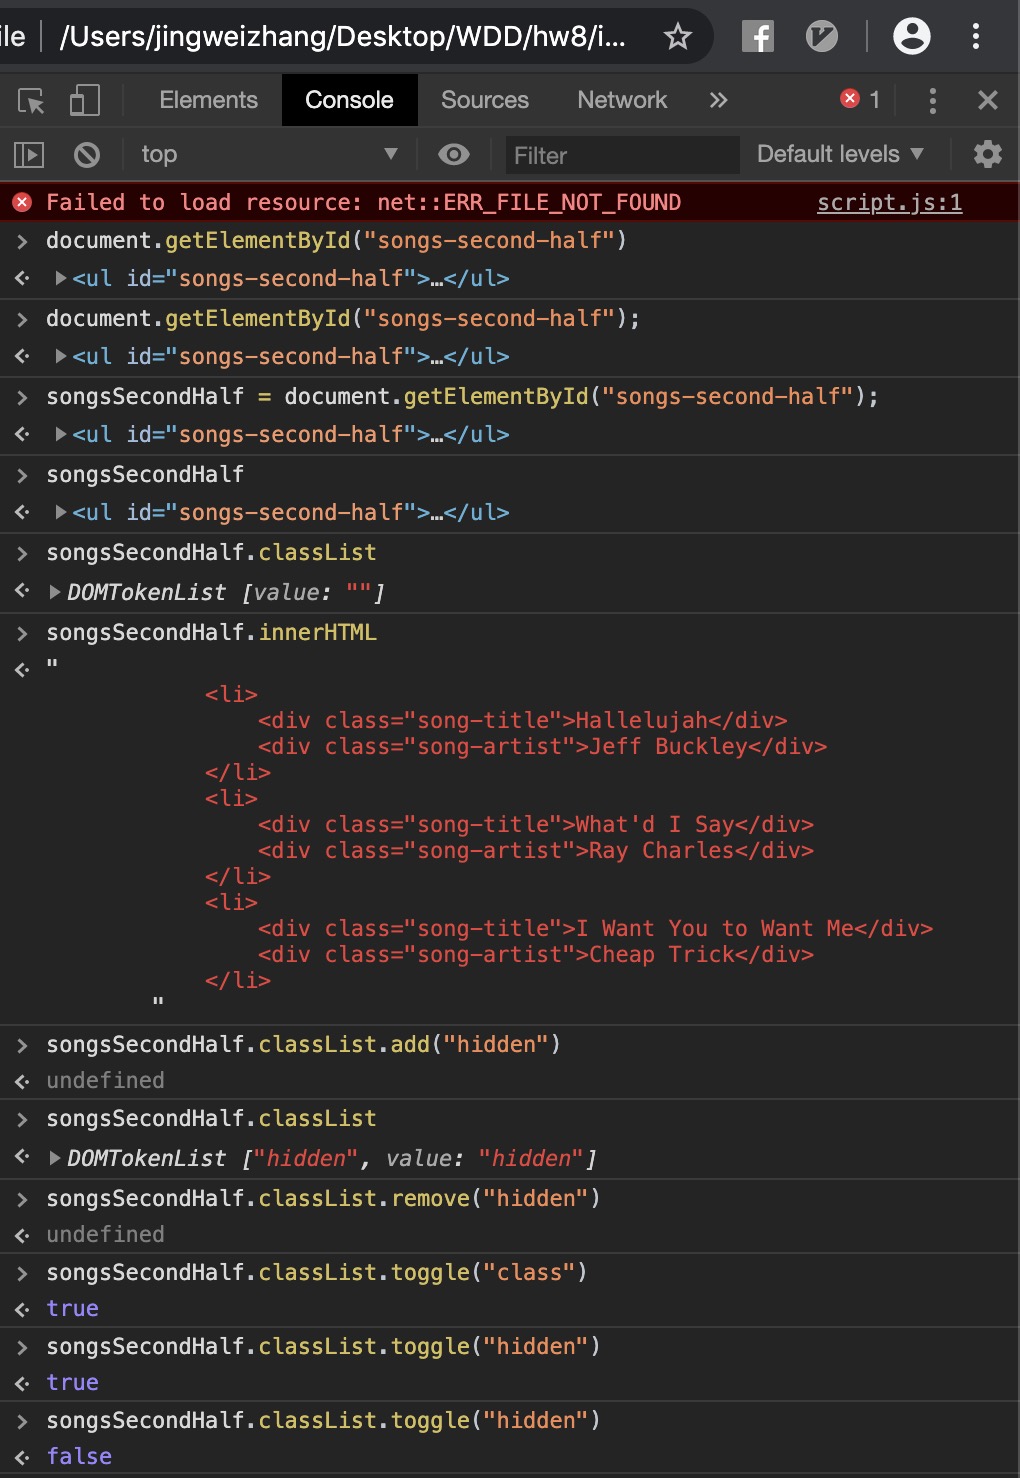 ile | /Users/jingweizhang/Desktop/WDD/hw8/i...
Elements Console Sources Network » 1
top Filter Default levels
Failed to load resource: net::ERR_FILE_NOT_FOUND script.js:1
> document.getElementById("songs-second-half")
<ul id="songs-second-half">…</ul>
> document.getElementById("songs-second-half");
<ul id="songs-second-half">…</ul>
> songsSecondHalf = document.getElementById("songs-second-half");
<ul id="songs-second-half">…</ul>
> songsSecondHalf
<ul id="songs-second-half">…</ul>
> songsSecondHalf.classList
DOMTokenList [value: ""]
> songsSecondHalf.innerHTML
"
<li>
<div class="song-title">Hallelujah</div>
<div class="song-artist">Jeff Buckley</div>
</li>
<li>
<div class="song-title">What'd I Say</div>
<div class="song-artist">Ray Charles</div>
</li>
<li>
<div class="song-title">I Want You to Want Me</div>
<div class="song-artist">Cheap Trick</div>
</li>
"
> songsSecondHalf.classList.add("hidden")
undefined
> songsSecondHalf.classList
DOMTokenList ["hidden", value: "hidden"]
> songsSecondHalf.classList.remove("hidden")
undefined
> songsSecondHalf.classList.toggle("class")
true
> songsSecondHalf.classList.toggle("hidden")
true
> songsSecondHalf.classList.toggle("hidden")
false